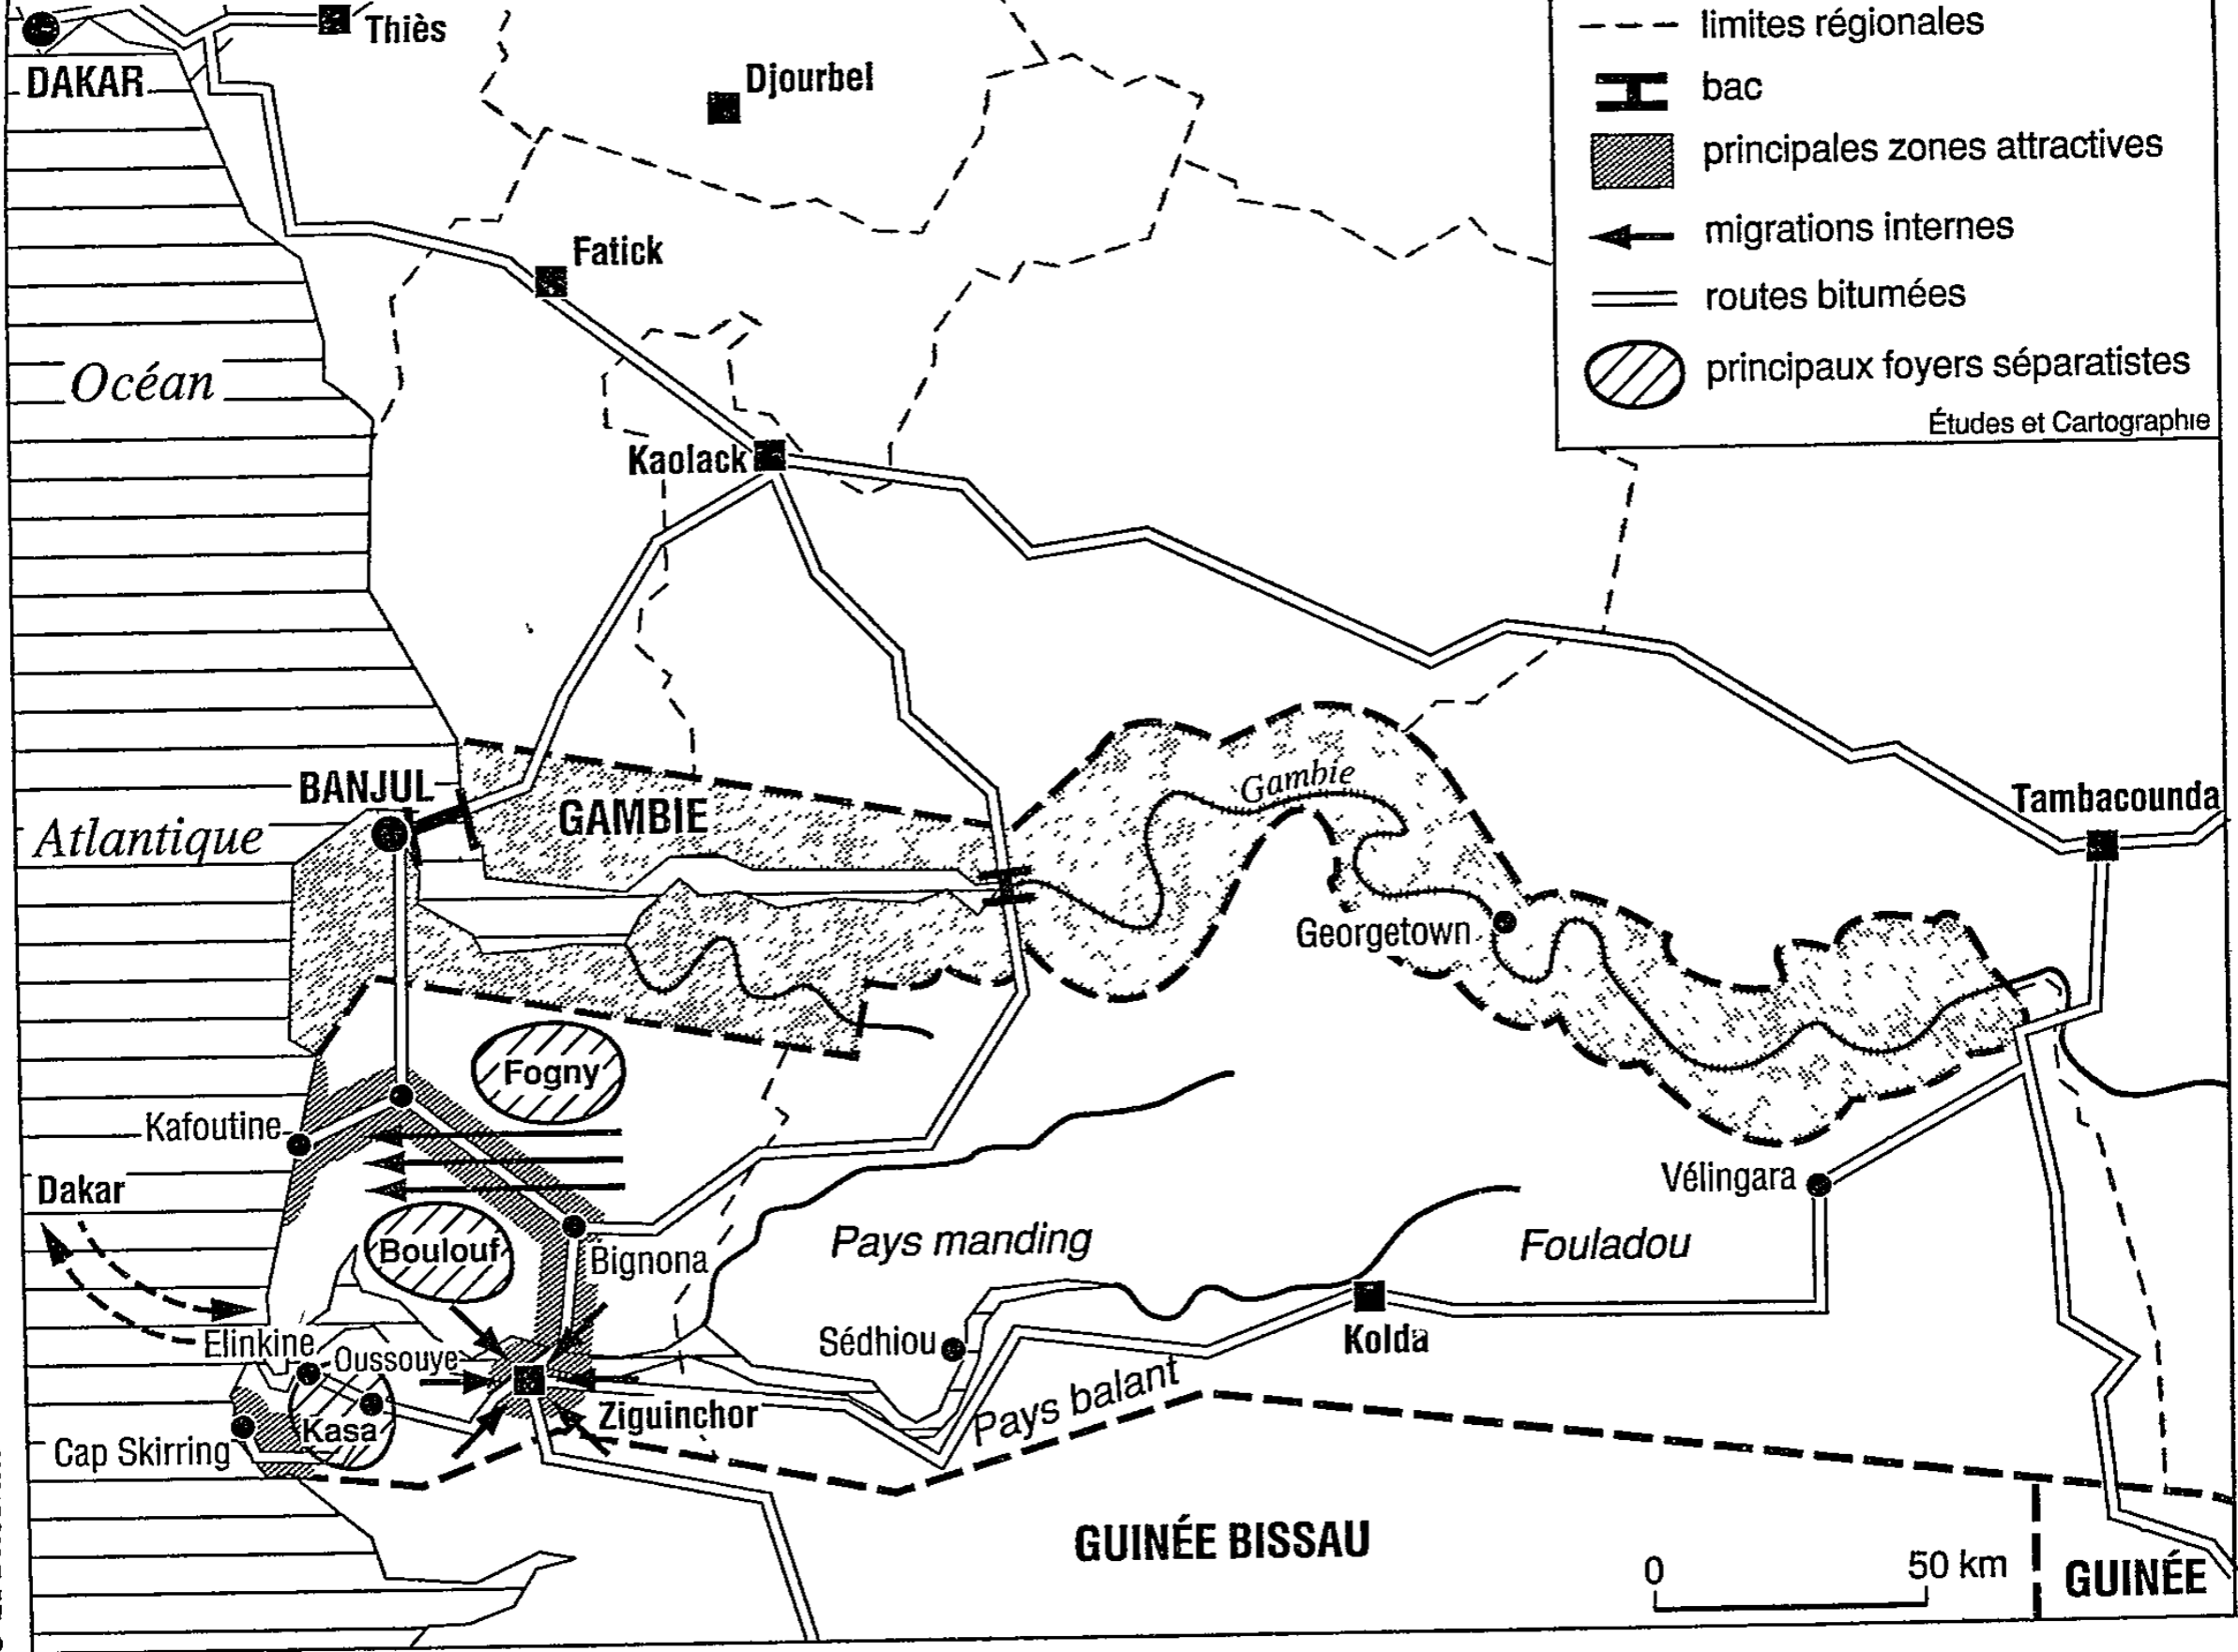 Thiès
DAKAR
Djourbel
Fatick
Océan
Kaolack
limites régionales
bac
principales zones attractives
migrations internes
routes bitumées
principaux foyers séparatistes
Études et Cartographie
BANJUL
GAMBIE
Gambie
Tambacounda
Atlantique
Georgetown
Fogny
Kafoutine
Dakar
Vélingara
Boulouf
Bignona
Pays manding
Fouladou
Elinkine
Oussouye
Sédhiou
Kolda
Kasa
Ziguinchor
Pays balant
Cap Skirring
GUINÉE BISSAU
0 50 km
GUINÉE